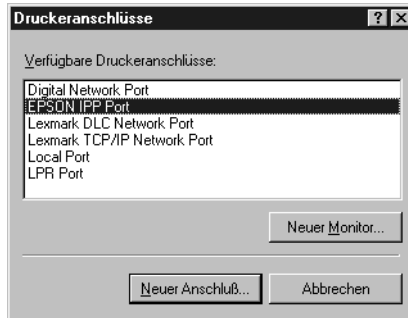 Druckeranschlüsse
Verfügbare Druckeranschlüsse:
Digital Network Port
EPSON IPP Port
Lexmark DLC Network Port
Lexmark TCP/IP Network Port
Local Port
LPR Port
Neuer Monitor...
Neuer Anschluß... Abbrechen